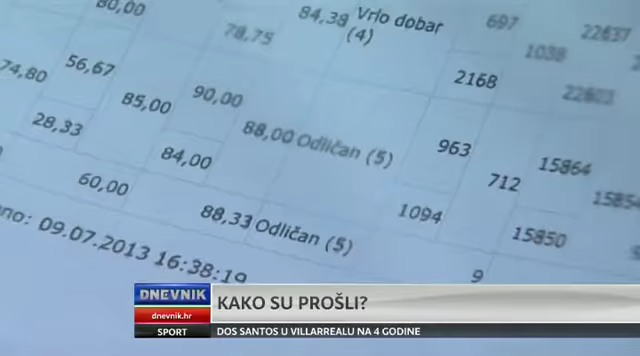 80,00
84,38 Vrlo dobar (4)
697
22637
78,75
1038
74,80
56,67
2168
22601
85,00
90,00
88,00 Odličan (5)
963
15864
28,33
84,00
712
60,00
88,33 Odličan (5)
1094
15850
09.07.2013 16:38:19
9
DNEVNIK
KAKO SU PROŠLI?
dnevnik.hr
SPORT
DOS SANTOS U VILLARREALU NA 4 GODINE